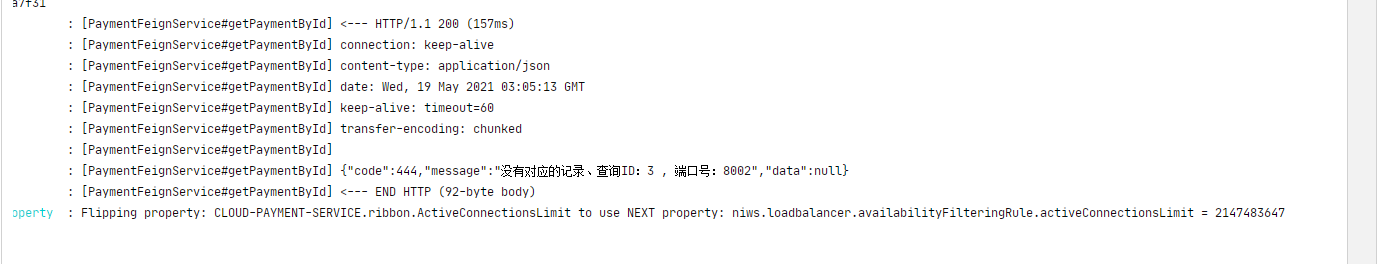 a7f31
: [PaymentFeignService#getPaymentById] <--- HTTP/1.1 200 (157ms)
: [PaymentFeignService#getPaymentById] connection: keep-alive
: [PaymentFeignService#getPaymentById] content-type: application/json
: [PaymentFeignService#getPaymentById] date: Wed, 19 May 2021 03:05:13 GMT
: [PaymentFeignService#getPaymentById] keep-alive: timeout=60
: [PaymentFeignService#getPaymentById] transfer-encoding: chunked
: [PaymentFeignService#getPaymentById]
: [PaymentFeignService#getPaymentById] {"code":444,"message":"没有对应的记录、查询ID：3 , 端口号：8002","data":null}
: [PaymentFeignService#getPaymentById] <--- END HTTP (92-byte body)
operty : Flipping property: CLOUD-PAYMENT-SERVICE.ribbon.ActiveConnectionsLimit to use NEXT property: niws.loadbalancer.availabilityFilteringRule.activeConnectionsLimit = 2147483647